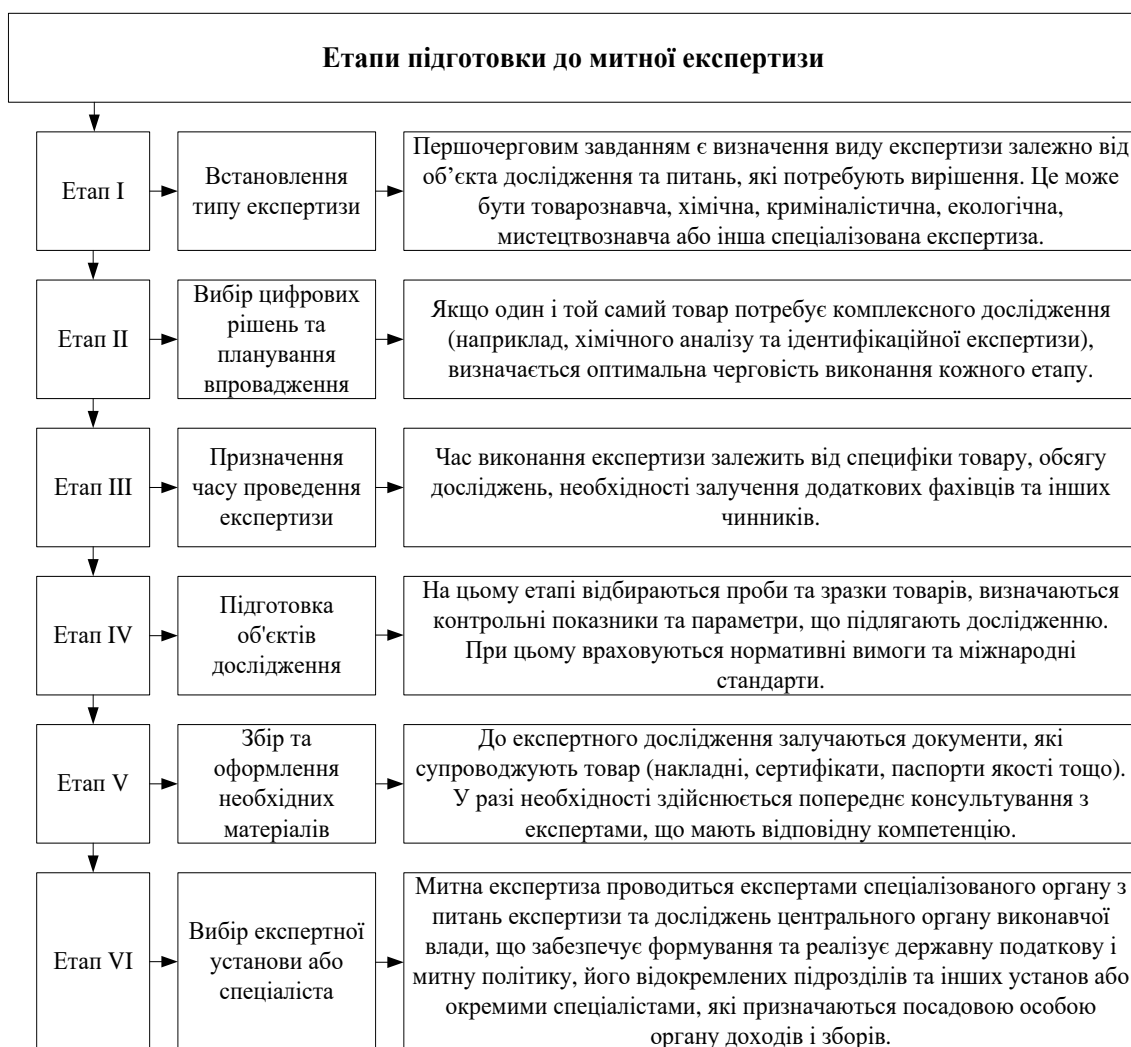 Етапи підготовки до митної експертизи
Етап I
Встановлення
типу експертизи
Першочерговим завданням є визначення виду експертизи залежно від
об’єкта дослідження та питань, які потребують вирішення. Це може
бути товарознавча, хімічна, криміналістична, екологічна,
мистецтвознавча або інша спеціалізована експертиза.
Етап II
Вибір цифрових
рішень та
планування
впровадження
Якщо один і той самий товар потребує комплексного дослідження
(наприклад, хімічного аналізу та ідентифікаційної експертизи),
визначається оптимальна черговість виконання кожного етапу.
Етап III
Призначення
часу проведення
експертизи
Час виконання експертизи залежить від специфіки товару, обсягу
досліджень, необхідності залучення додаткових фахівців та інших
чинників.
Етап IV
Підготовка
об'єктів
дослідження
На цьому етапі відбираються проби та зразки товарів, визначаються
контрольні показники та параметри, що підлягають дослідженню.
При цьому враховуються нормативні вимоги та міжнародні
стандарти.
Етап V
Збір та
оформлення
необхідних
матеріалів
До експертного дослідження залучаються документи, які
супроводжують товар (накладні, сертифікати, паспорти якості тощо).
У разі необхідності здійснюється попереднє консультування з
експертами, що мають відповідну компетенцію.
Етап VI
Вибір експертної
установи або
спеціаліста
Митна експертиза проводиться експертами спеціалізованого органу з
питань експертизи та досліджень центрального органу виконавчої
влади, що забезпечує формування та реалізує державну податкову і
митну політику, його відокремлених підрозділів та інших установ або
окремими спеціалістами, які призначаються посадовою особою
органу доходів і зборів.